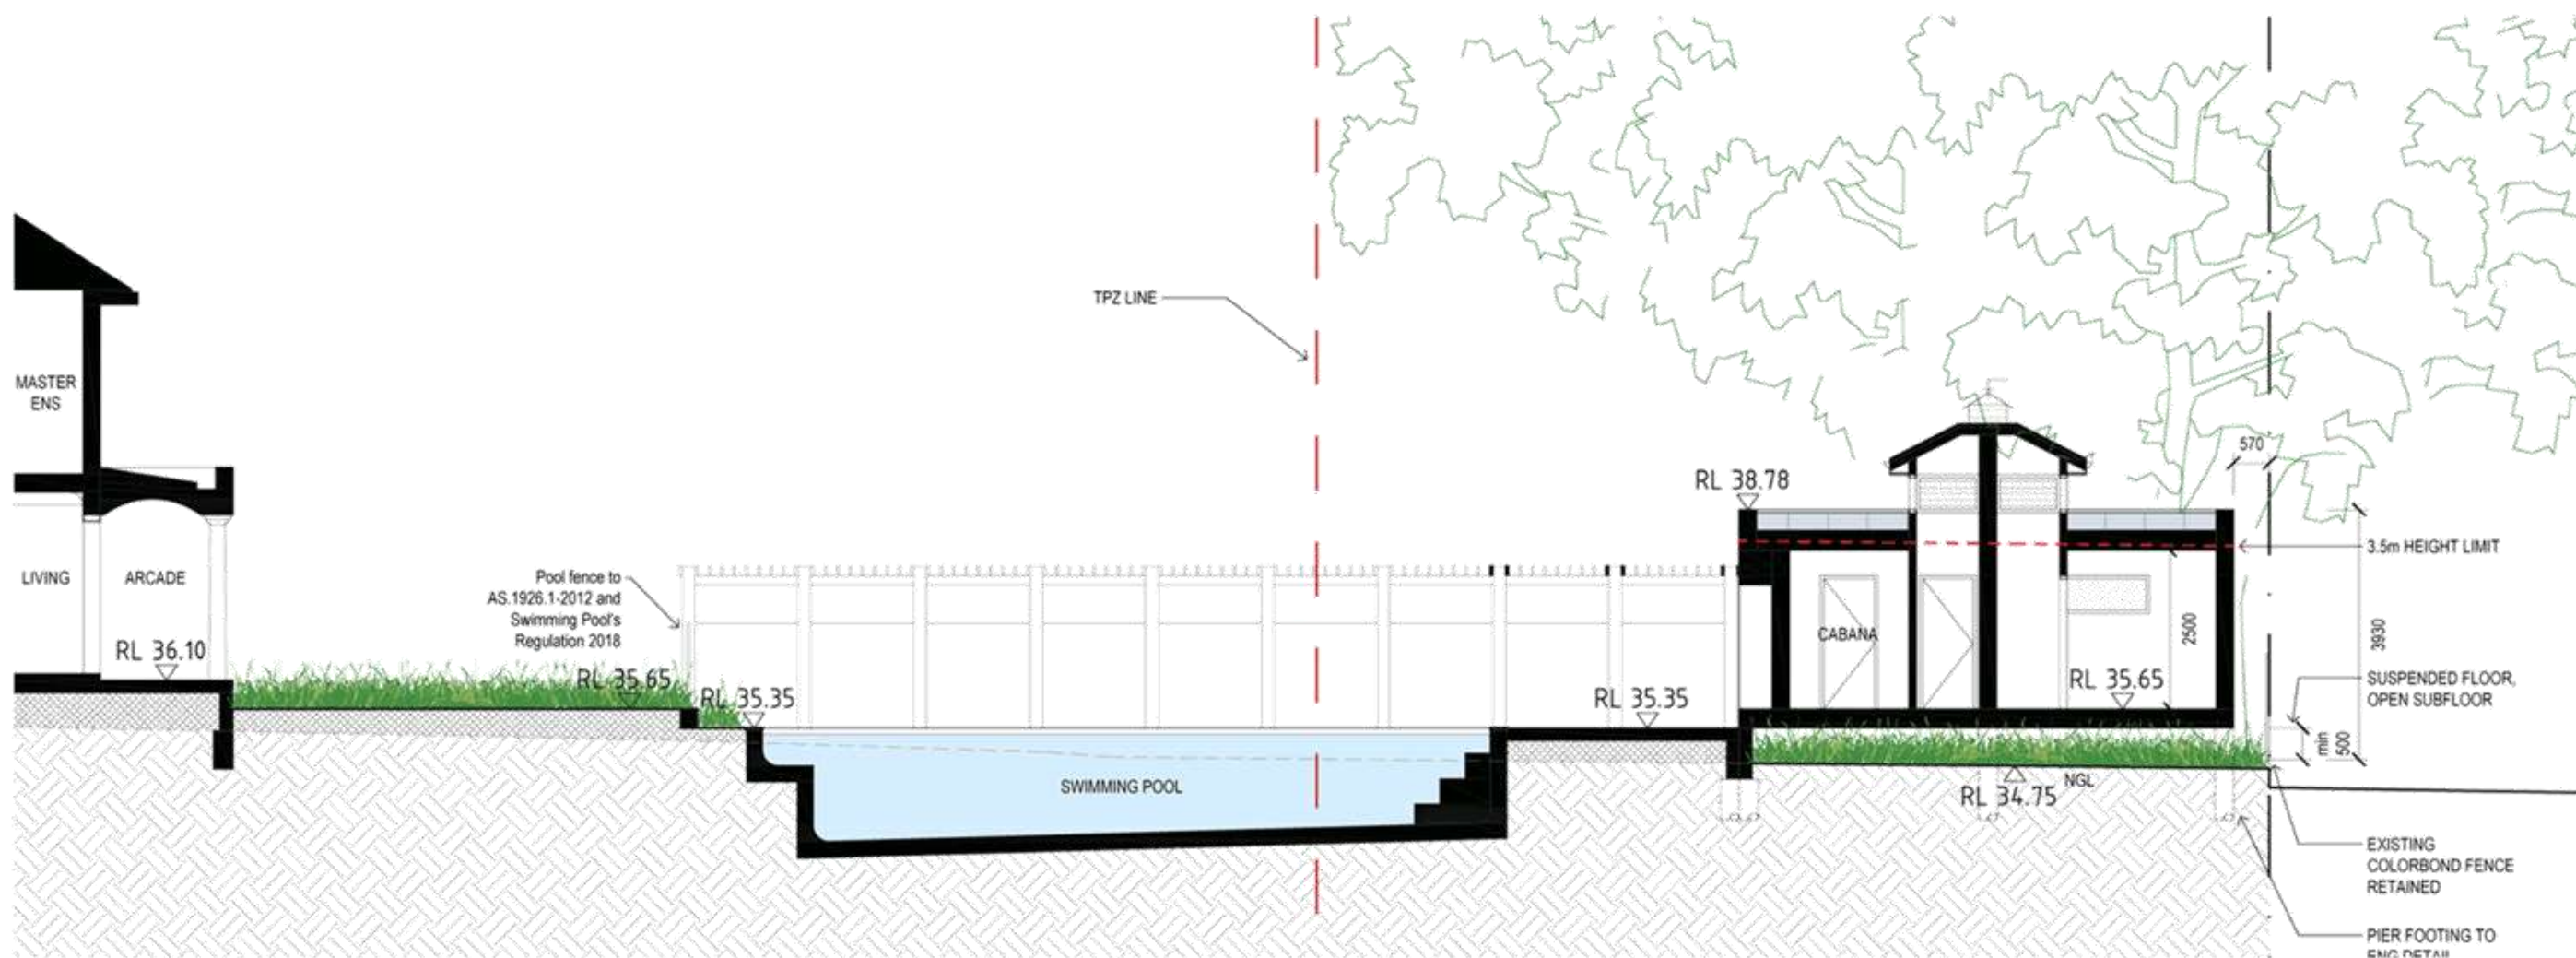 TPZ LINE
MASTER
ENS
570
RL 38.78
3.5m HEIGHT LIMIT
LIVING
ARCADE
Pool fence to
AS.1926.1-2012 and
Swimming Pool's
Regulation 2018
CABANA
2500
3930
RL 36.10
RL 35.65
RL 35.35
RL 35.35
RL 35.65
SUSPENDED FLOOR,
OPEN SUBFLOOR
min
500
SWIMMING POOL
NGL
RL 34.75
EXISTING
COLORBOND FENCE
RETAINED
PIER FOOTING TO
ENG DETAIL